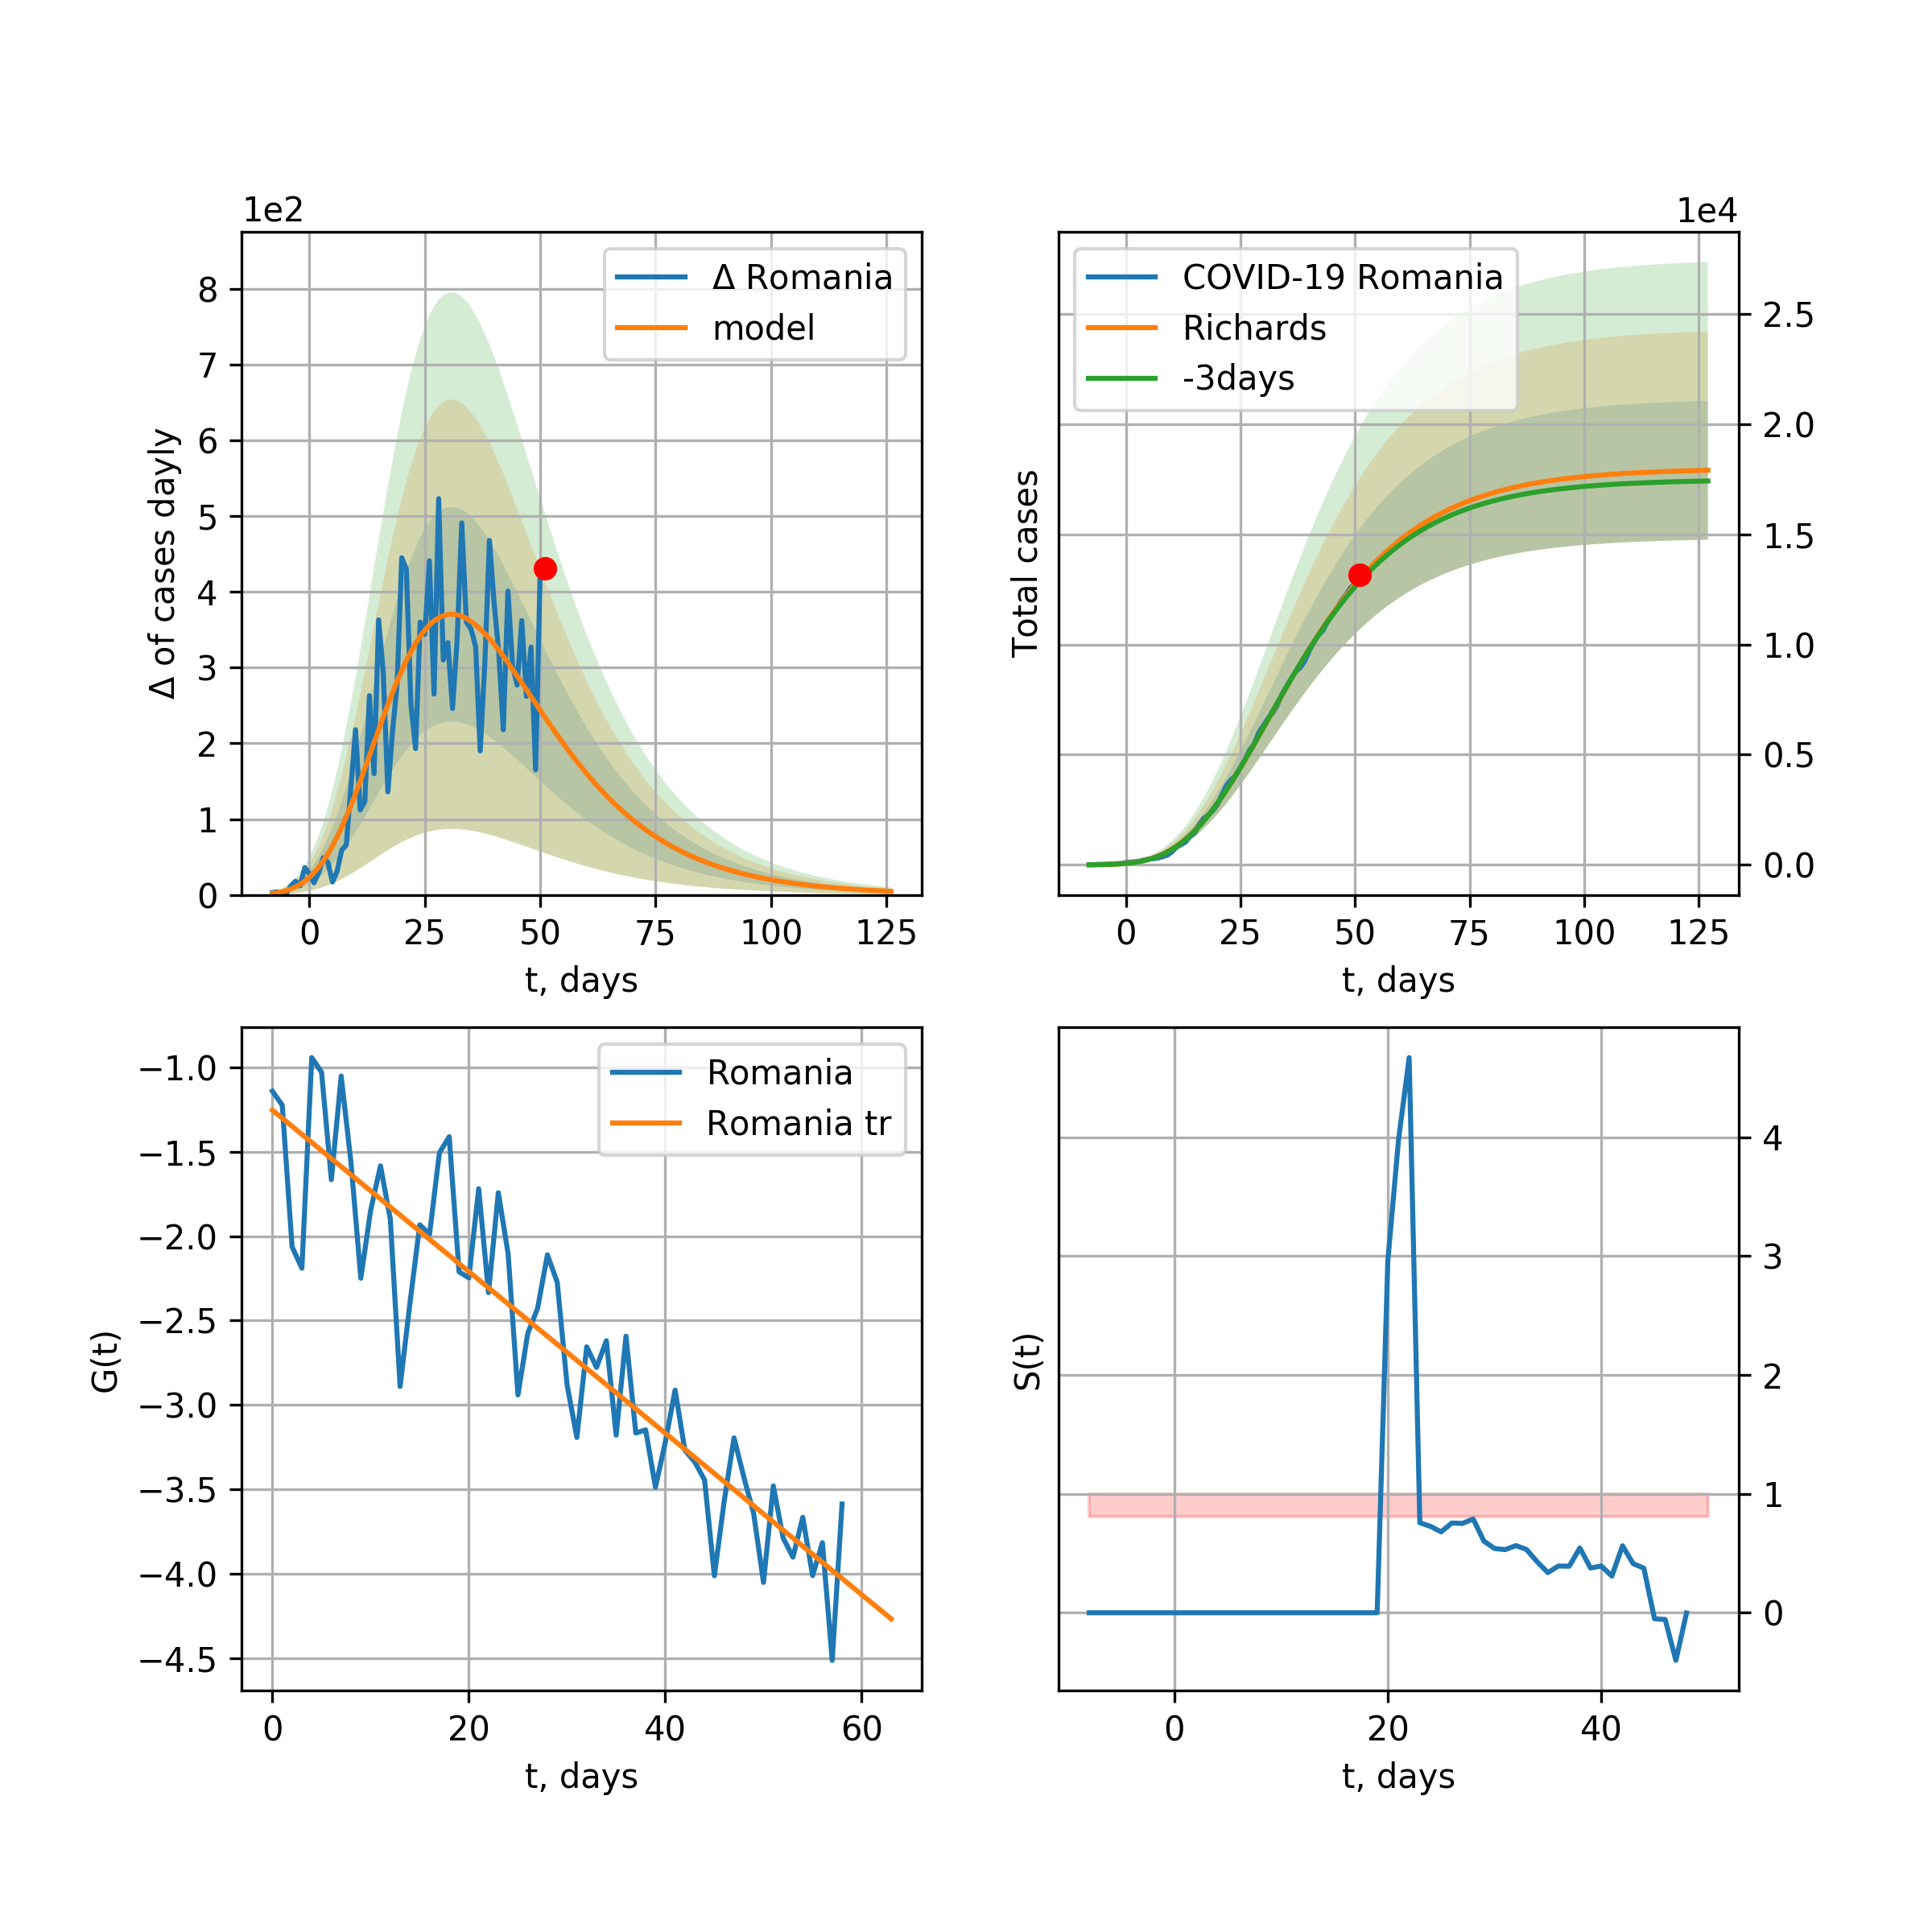 1e2
Δ Romania
model
8
7
6
5
4
3
2
1
0
Δ of cases dayly
0 25 50 75 100 125
t, days
1e4
COVID-19 Romania
Richards
-3days
2.5
2.0
1.5
1.0
0.5
0.0
Total cases
0 25 50 75 100 125
t, days
Romania
Romania tr
−1.0
−1.5
−2.0
−2.5
−3.0
−3.5
−4.0
−4.5
G(t)
0 20 40 60
t, days
4
3
2
1
0
S(t)
0 20 40
t, days